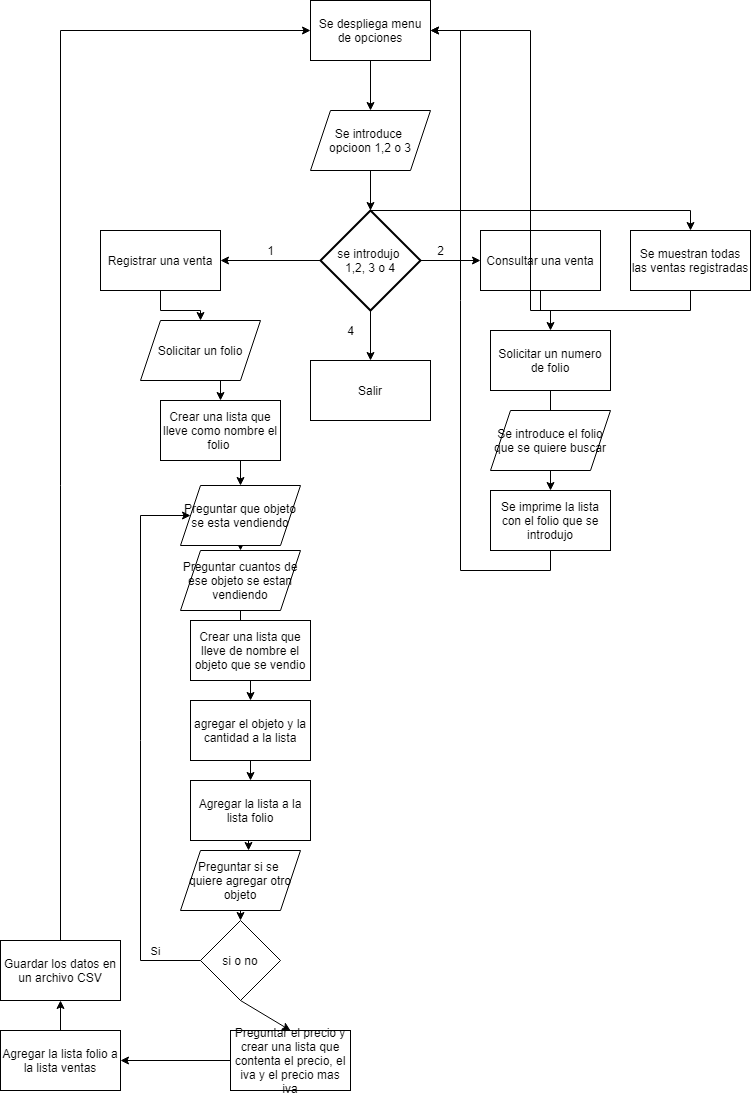 Se despliega menu
de opciones
Se introduce
opcioon 1,2 o 3
se introdujo
1,2, 3 o 4
1
2
4
Registrar una venta
Consultar una venta
Se muestran todas
las ventas registradas
Solicitar un folio
Salir
Solicitar un numero
de folio
Crear una lista que
lleve como nombre el
folio
Se introduce el folio
que se quiere buscar
Preguntar que objeto
se esta vendiendo
Se imprime la lista
con el folio que se
introdujo
Preguntar cuantos de
ese objeto se estan
vendiendo
Crear una lista que
lleve de nombre el
objeto que se vendio
agregar el objeto y la
cantidad a la lista
Agregar la lista a la
lista folio
Preguntar si se
quiere agregar otro
objeto
Si
si o no
Guardar los datos en
un archivo CSV
Preguntar el precio y
crear una lista que
contenta el precio, el
iva y el precio mas
iva
Agregar la lista folio a
la lista ventas